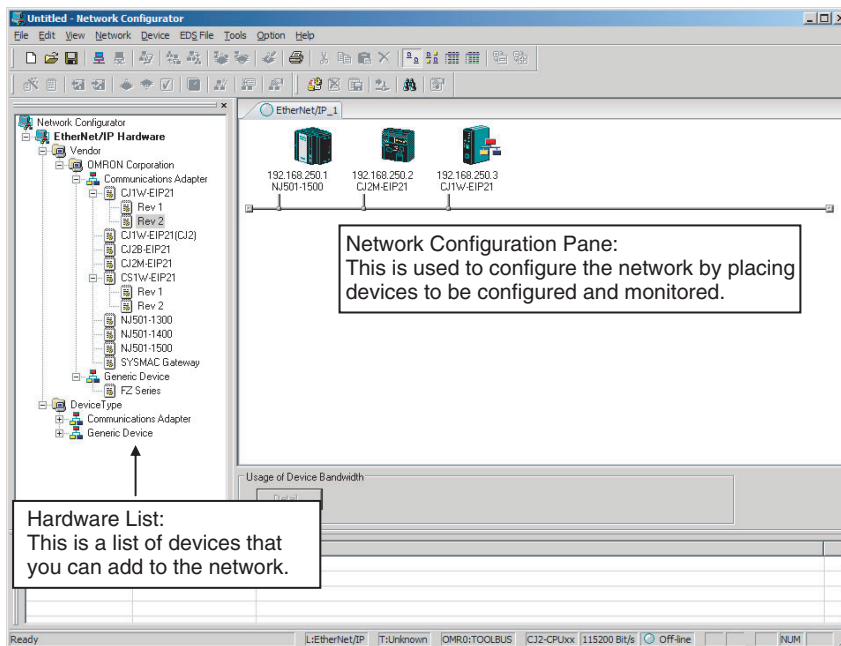 Untitled - Network Configurator
File Edit View Network Device EDS File Tools Option Help
Network Configurator
EtherNet/IP Hardware
Vendor
OMRON Corporation
Communications Adapter
CJ1W-EIP21
Rev 1
Rev 2
CJ1W-EIP21(CJ2)
CJ2B-EIP21
CJ2M-EIP21
CS1W-EIP21
Rev 1
Rev 2
NJ501-1300
NJ501-1400
NJ501-1500
SYSMAC Gateway
Generic Device
FZ Series
DeviceType
Communications Adapter
Generic Device
EtherNet/IP_1
192.168.250.1
NJ501-1500
192.168.250.2
CJ2M-EIP21
192.168.250.3
CJ1W-EIP21
Network Configuration Pane:
This is used to configure the network by placing
devices to be configured and monitored.
Usage of Device Bandwidth
Hardware List:
This is a list of devices that
you can add to the network.
Ready L:EtherNet/IP T:Unknown OMR0:TOOLBUS CJ2-CPUxx 115200 Bit/s Off-line NUM